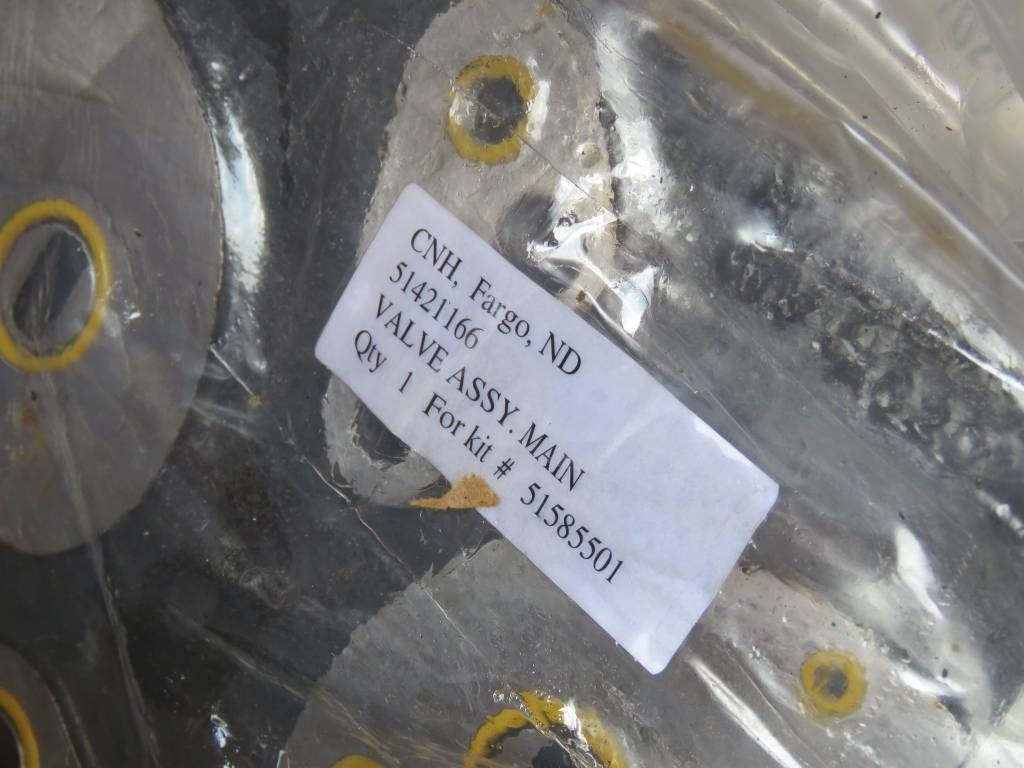 CNH, Fargo, ND
51421166
VALVE ASSY. MAIN
Qty 1 For kit # 51585501